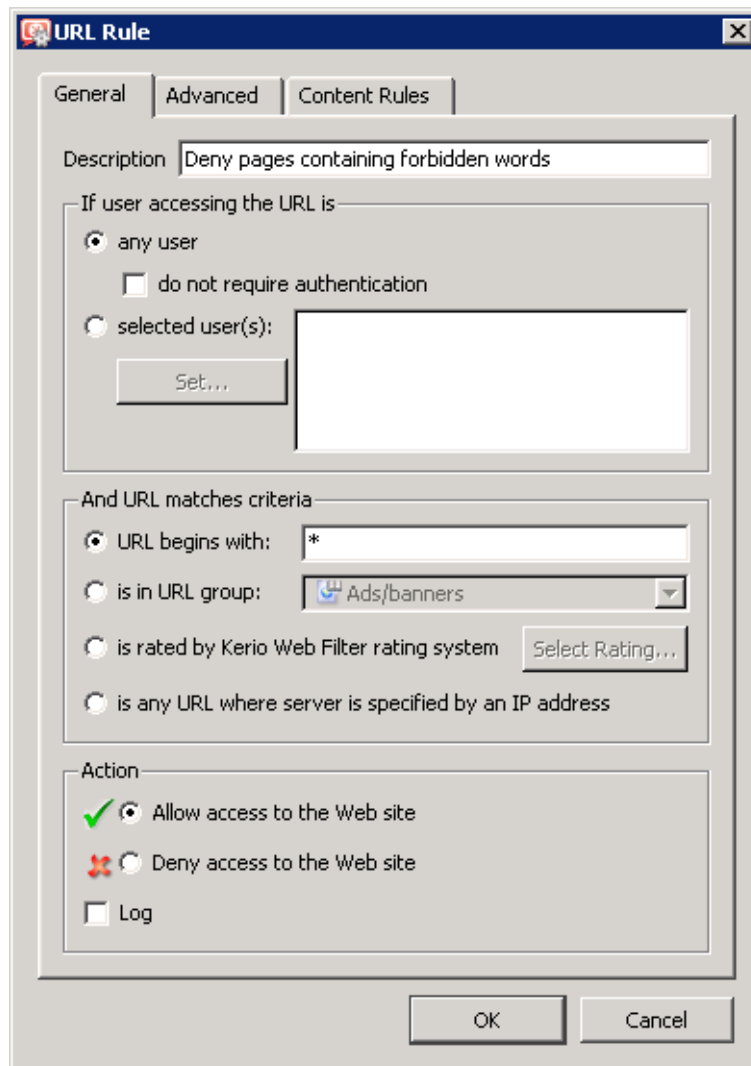 URL Rule
General Advanced Content Rules
Description Deny pages containing forbidden words
If user accessing the URL is
any user
do not require authentication
selected user(s):
Set...
And URL matches criteria
URL begins with: *
is in URL group: Ads/banners
is rated by Kerio Web Filter rating system Select Rating...
is any URL where server is specified by an IP address
Action
Allow access to the Web site
Deny access to the Web site
Log
OK Cancel